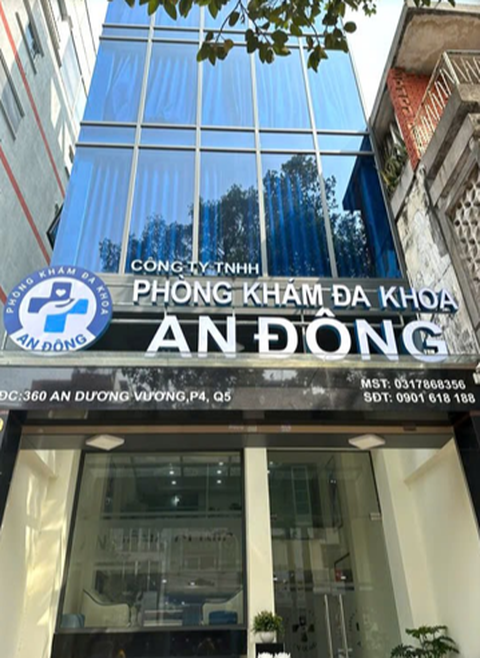 CÔNG TY TNHH
PHÒNG KHÁM ĐA KHOA
AN ĐÔNG
PHÒNG KHÁM ĐA KHOA
AN ĐÔNG
ĐC:360 AN DƯƠNG VƯƠNG,P4, Q5
MST: 0317868356
SĐT: 0901 618 188